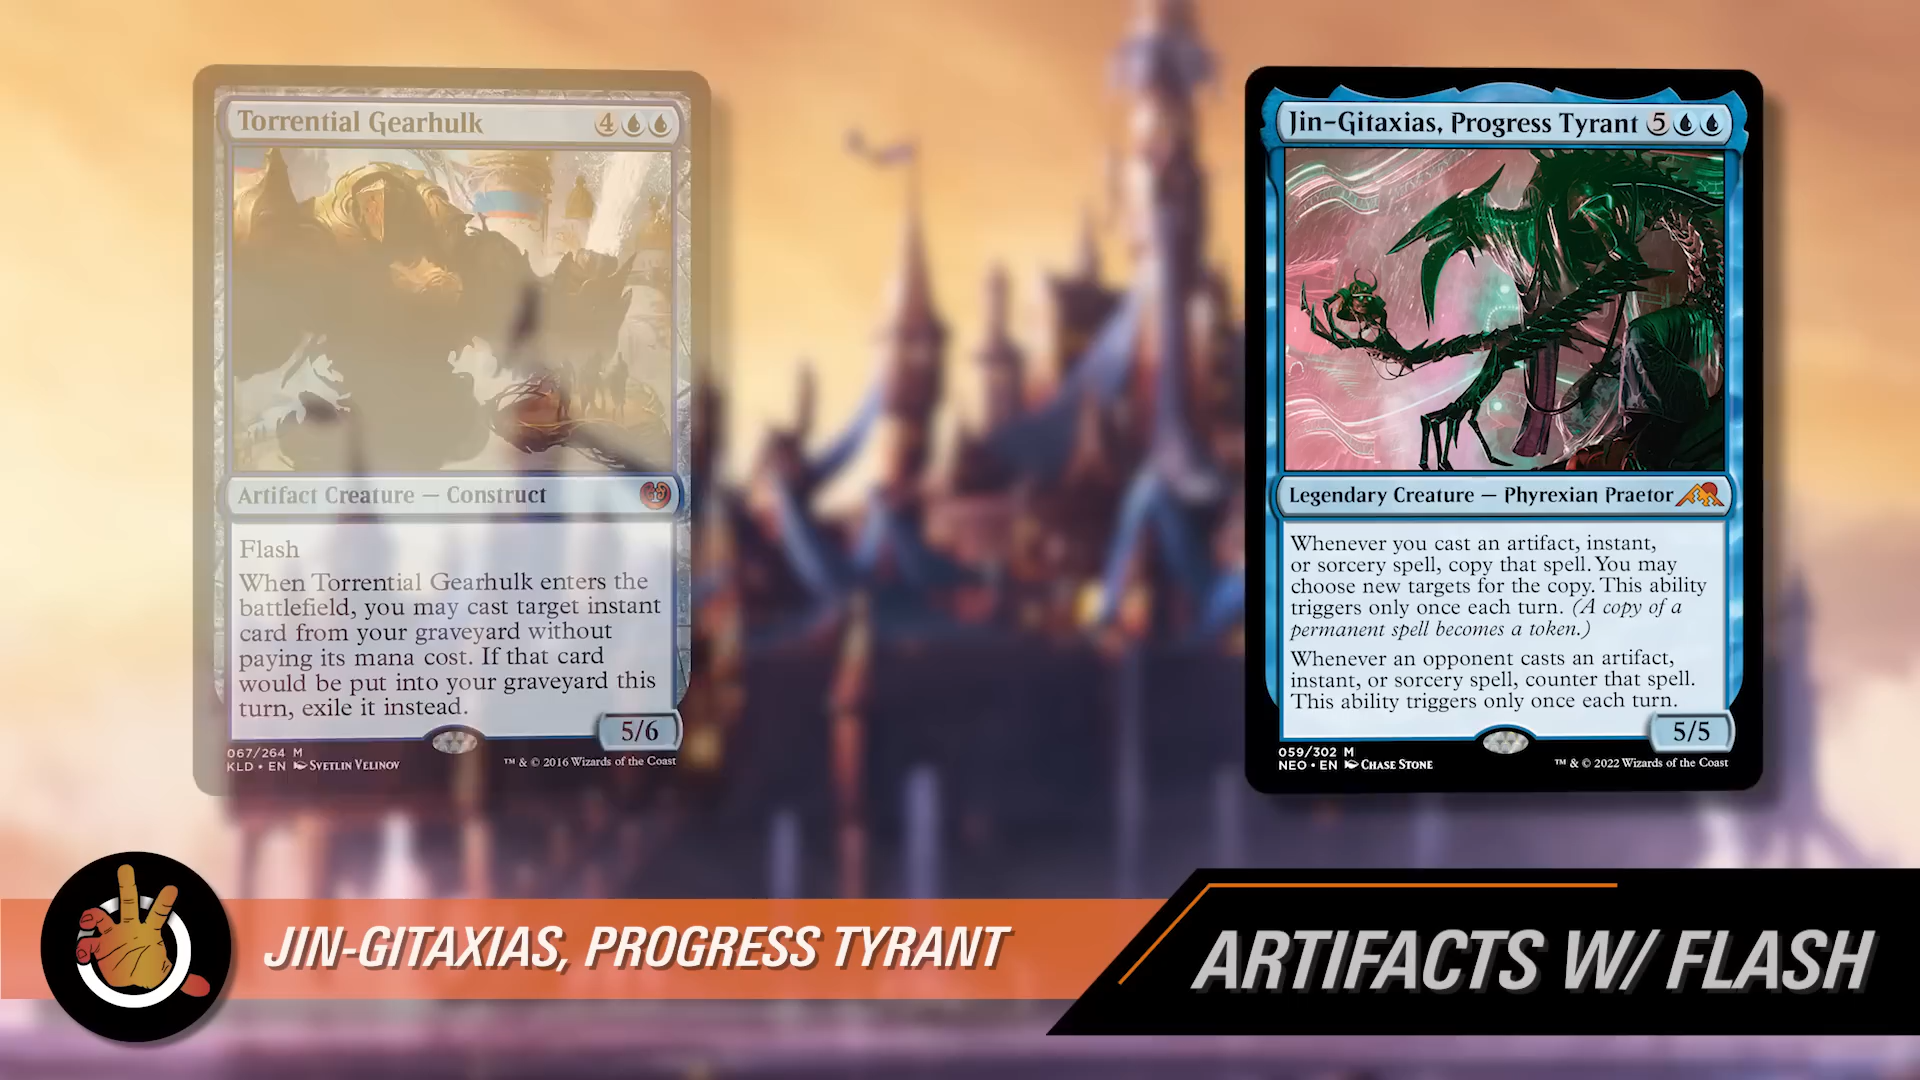 Torrential Gearhulk 4
Artifact Creature — Construct
Flash
When Torrential Gearhulk enters the
battlefield, you may cast target instant
card from your graveyard without
paying its mana cost. If that card
would be put into your graveyard this
turn, exile it instead.
5/6
067/264 M
KLD • EN Svetlin Velinov
™ & © 2016 Wizards of the Coast
Jin-Gitaxias, Progress Tyrant 5
Legendary Creature — Phyrexian Praetor
Whenever you cast an artifact, instant,
or sorcery spell, copy that spell. You may
choose new targets for the copy. This ability
triggers only once each turn. (A copy of a
permanent spell becomes a token.)
Whenever an opponent casts an artifact,
instant, or sorcery spell, counter that spell.
This ability triggers only once each turn.
5/5
059/302 M
NEO • EN Chase Stone
™ & © 2022 Wizards of the Coast
JIN-GITAXIAS, PROGRESS TYRANT
ARTIFACTS W/ FLASH